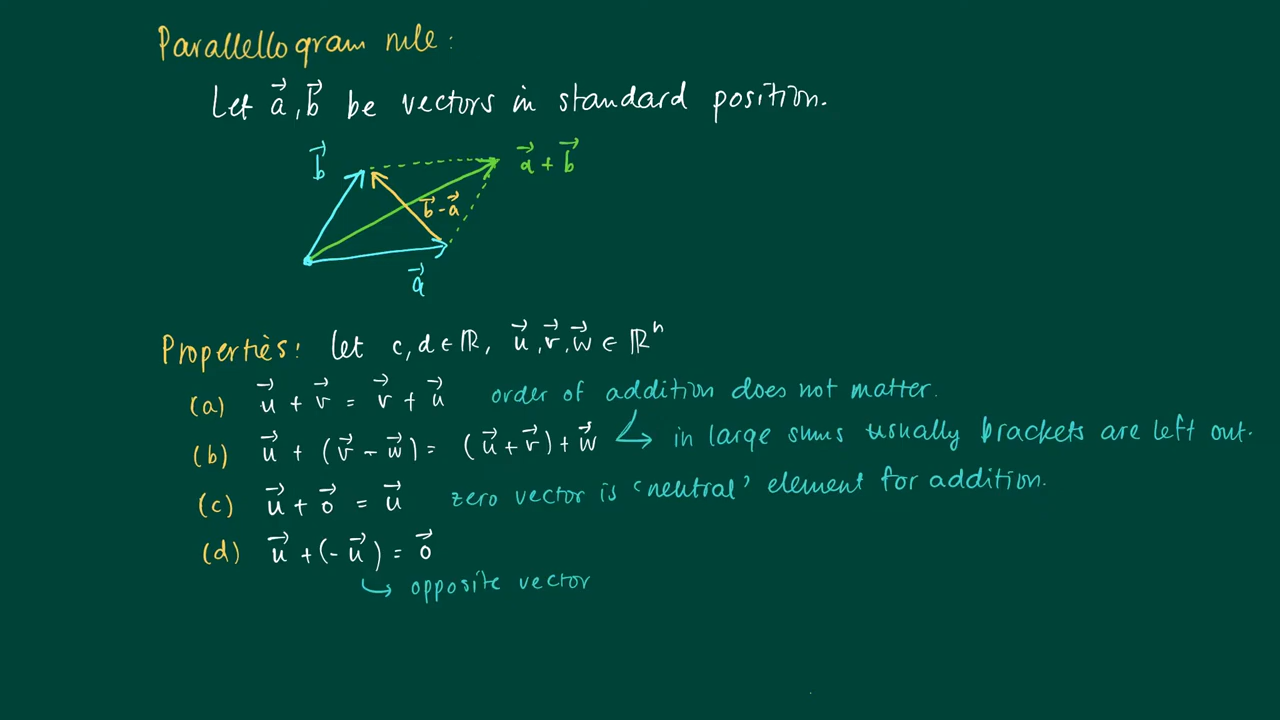 Parallellogram rule:
Let a⃗, b⃗ be vectors in standard position.
b⃗
a⃗ + b⃗
b⃗ - a⃗
a⃗
Properties: let c, d ∈ ℝ, u⃗, v⃗, w⃗ ∈ ℝⁿ
(a) u⃗ + v⃗ = v⃗ + u⃗ order of addition does not matter.
(b) u⃗ + (v⃗ - w⃗) = (u⃗ + v⃗) + w⃗ ↳ in large sums usually brackets are left out.
(c) u⃗ + 0⃗ = u⃗ zero vector is 'neutral' element for addition.
(d) u⃗ + (- u⃗) = 0⃗
↳ opposite vector